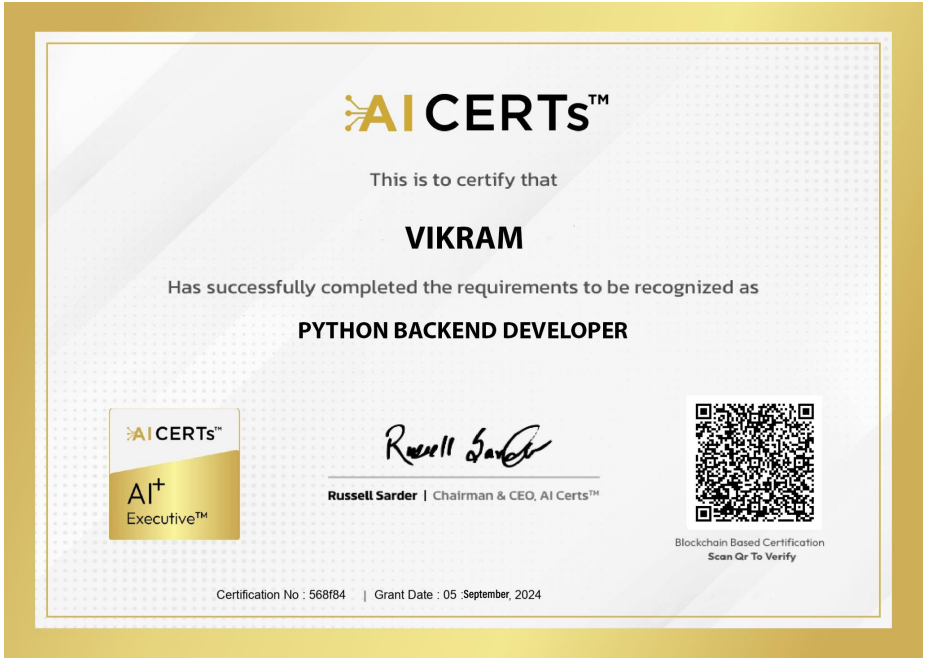 AI CERTs™
This is to certify that
VIKRAM
Has successfully completed the requirements to be recognized as
PYTHON BACKEND DEVELOPER
AI CERTs™
AI+
Executive™
Russell Sarder
Russell Sarder | Chairman & CEO, AI Certs™
Blockchain Based Certification
Scan Qr To Verify
Certification No : 568f84 | Grant Date : 05 :September, 2024